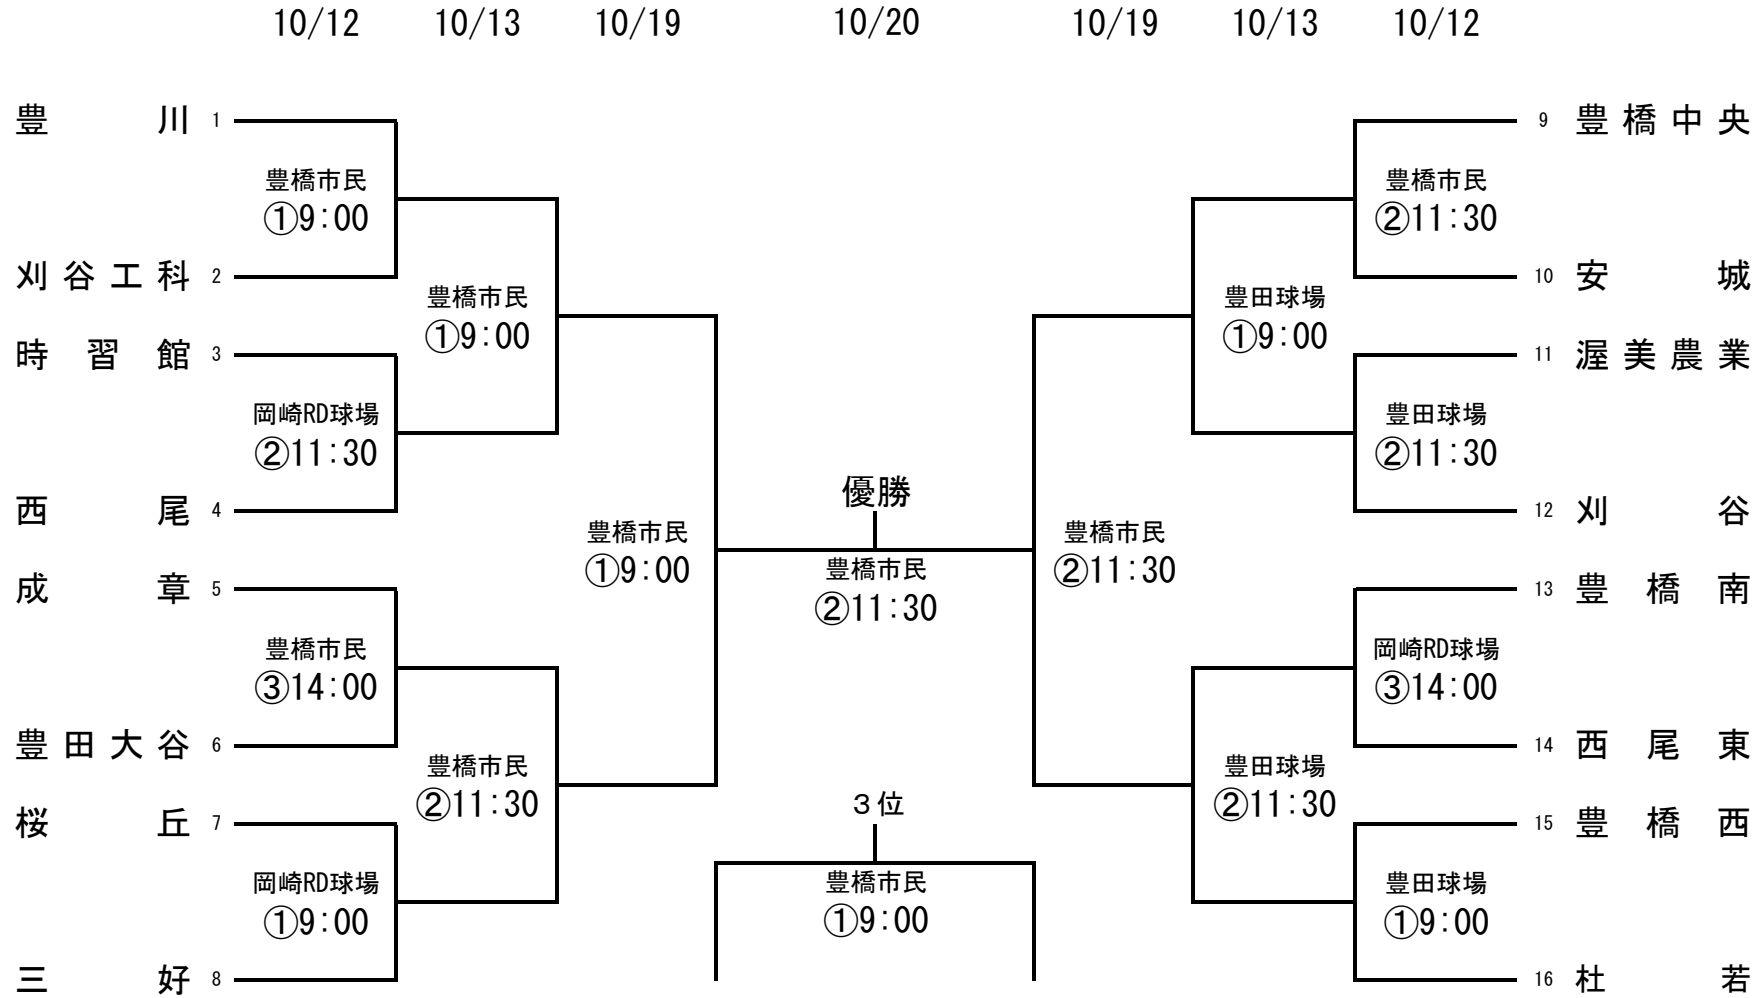 10/12 10/13 10/19 10/20 10/19 10/13 10/12
豊川 1
9 豊橋中央
豊橋市民
①9:00
豊橋市民
②11:30
刈谷工科 2
10 安城
豊橋市民
①9:00
豊田球場
①9:00
時習館 3
11 渥美農業
岡崎RD球場
②11:30
豊田球場
②11:30
西尾 4
12 刈谷
優勝
豊橋市民
①9:00
豊橋市民
②11:30
豊橋市民
②11:30
成章 5
13 豊橋南
豊橋市民
③14:00
岡崎RD球場
③14:00
豊田大谷 6
14 西尾東
豊橋市民
②11:30
豊田球場
②11:30
桜丘 7
3位
15 豊橋西
岡崎RD球場
①9:00
豊橋市民
①9:00
豊田球場
①9:00
三好 8
16 杜若